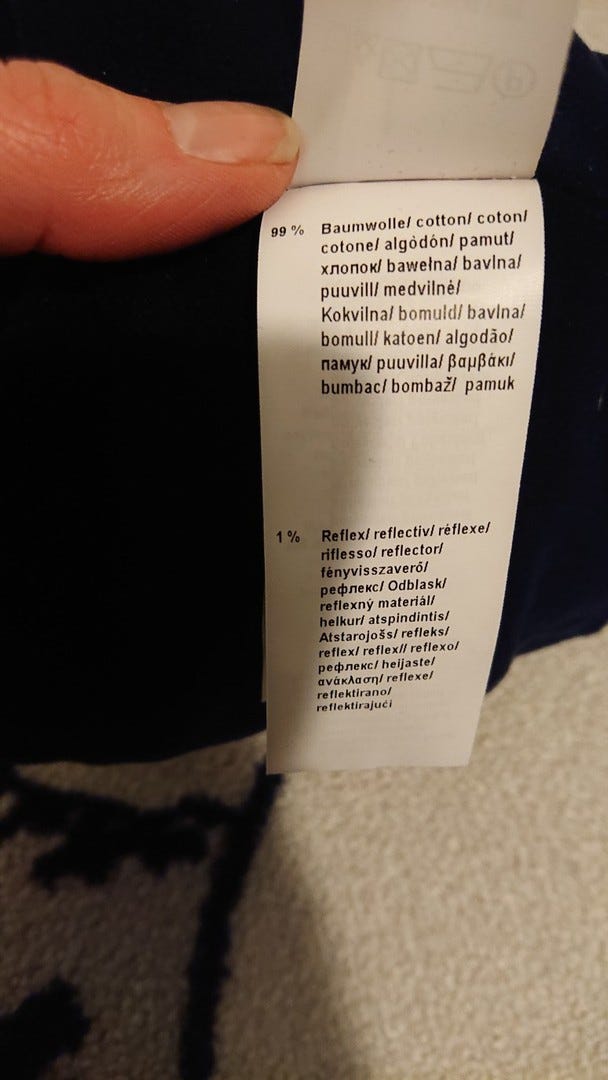 99 % Baumwolle/ cotton/ coton/
cotone/ algòdón/ pamut/
хлопок/ bawełna/ bavlna/
puuvill/ medvilnė/
Kokvilna/ bomuld/ bavlna/
bomull/ katoen/ algodão/
памук/ puuvilla/ βαμβάκι/
bumbac/ bombaž/ pamuk
1 % Reflex/ reflectiv/ réflexe/
riflesso/ reflector/
fényvisszaverő/
рефлекс/ Odblask/
reflexný materiál/
helkur/ atspindintis/
Atstarojošs/ refleks/
reflex/ reflex// reflexo/
рефлекс/ heijaste/
ανάκλαση/ reflexe/
reflektirano/
reflektirajući